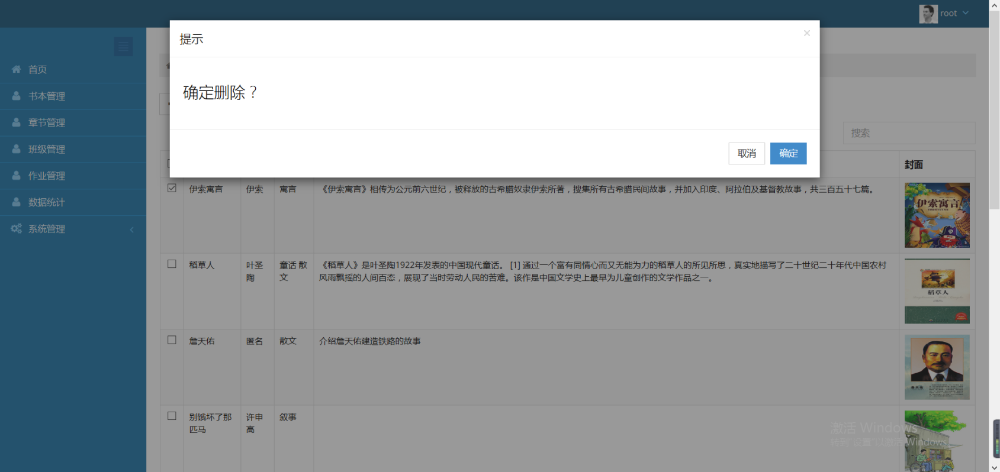 root
提示
确定删除？
取消 确定
首页
书本管理
章节管理
班级管理
作业管理
数据统计
系统管理
搜索
封面
伊索寓言
伊索
寓言
《伊索寓言》相传为公元前六世纪，被释放的古希腊奴隶伊索所著，搜集所有古希腊民间故事，并加入印度、阿拉伯及基督教故事，共三百五十七篇。
伊索寓言
稻草人
叶圣
陶
童话 散
文
《稻草人》是叶圣陶1922年发表的中国现代童话。 [1] 通过一个富有同情心而又无能为力的稻草人的所见所思，真实地描写了二十世纪二十年代中国农村
风雨飘摇的人间百态，展现了当时劳动人民的苦难。该作是中国文学史上最早为儿童创作的文学作品之一。
稻草人
詹天佑
匿名
散文
介绍詹天佑建造铁路的故事
詹天佑
别饿坏了那
匹马
许申
高
叙事
激活 Windows
转到"设置"以激活 Windows。